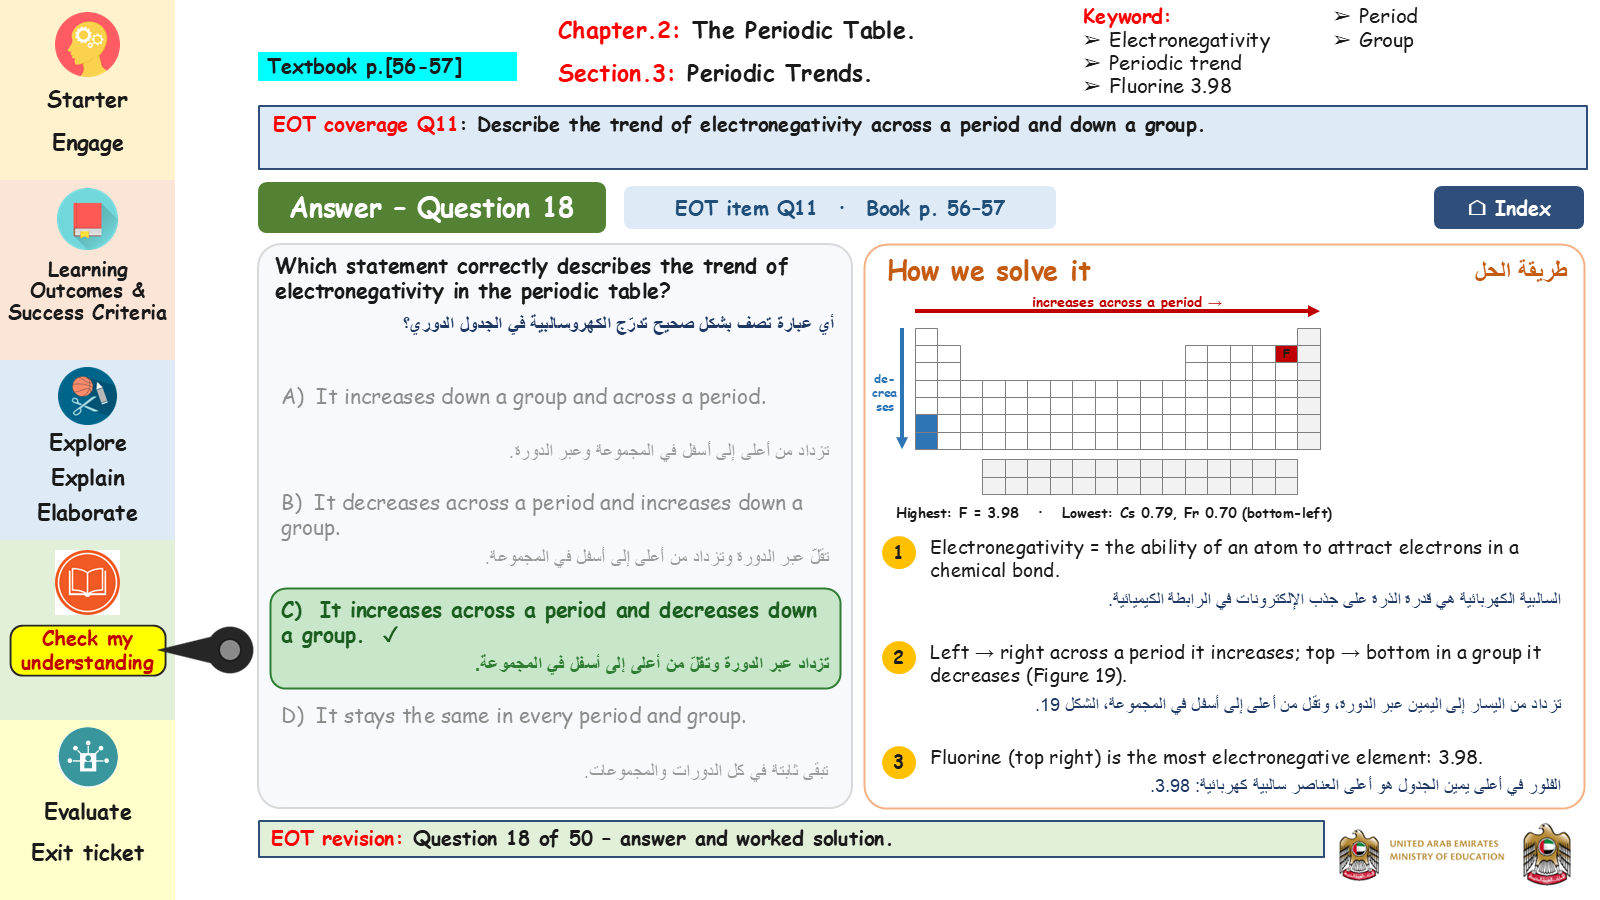 Starter
Engage
Learning
Outcomes &
Success Criteria
Explore
Explain
Elaborate
Check my
understanding
Evaluate
Exit ticket
Textbook p.[56-57]
Chapter.2: The Periodic Table.
Section.3: Periodic Trends.
Keyword:
➢ Electronegativity
➢ Periodic trend
➢ Fluorine 3.98
➢ Period
➢ Group
EOT coverage Q11: Describe the trend of electronegativity across a period and down a group.
Answer – Question 18
EOT item Q11 · Book p. 56–57
Index
Which statement correctly describes the trend of
electronegativity in the periodic table?
أي عبارة تصف بشكل صحيح تدرّج الكهروسالبية في الجدول الدوري؟
A) It increases down a group and across a period.
تزداد من أعلى إلى أسفل في المجموعة وعبر الدورة.
B) It decreases across a period and increases down a
group.
تقلّ عبر الدورة وتزداد من أعلى إلى أسفل في المجموعة.
C) It increases across a period and decreases down
a group. ✓
تزداد عبر الدورة وتقلّ من أعلى إلى أسفل في المجموعة.
D) It stays the same in every period and group.
تبقى ثابتة في كل الدورات والمجموعات.
How we solve it
طريقة الحل
increases across a period →
de-
crea
ses
F
Highest: F = 3.98 · Lowest: Cs 0.79, Fr 0.70 (bottom-left)
1
Electronegativity = the ability of an atom to attract electrons in a
chemical bond.
السالبية الكهربائية هي قدرة الذرة على جذب الإلكترونات في الرابطة الكيميائية.
2
Left → right across a period it increases; top → bottom in a group it
decreases (Figure 19).
تزداد من اليسار إلى اليمين عبر الدورة، وتقل من أعلى إلى أسفل في المجموعة، الشكل 19.
3
Fluorine (top right) is the most electronegative element: 3.98.
الفلور في أعلى يمين الجدول هو أعلى العناصر سالبية كهربائية: 3.98.
EOT revision: Question 18 of 50 – answer and worked solution.
UNITED ARAB EMIRATES
MINISTRY OF EDUCATION